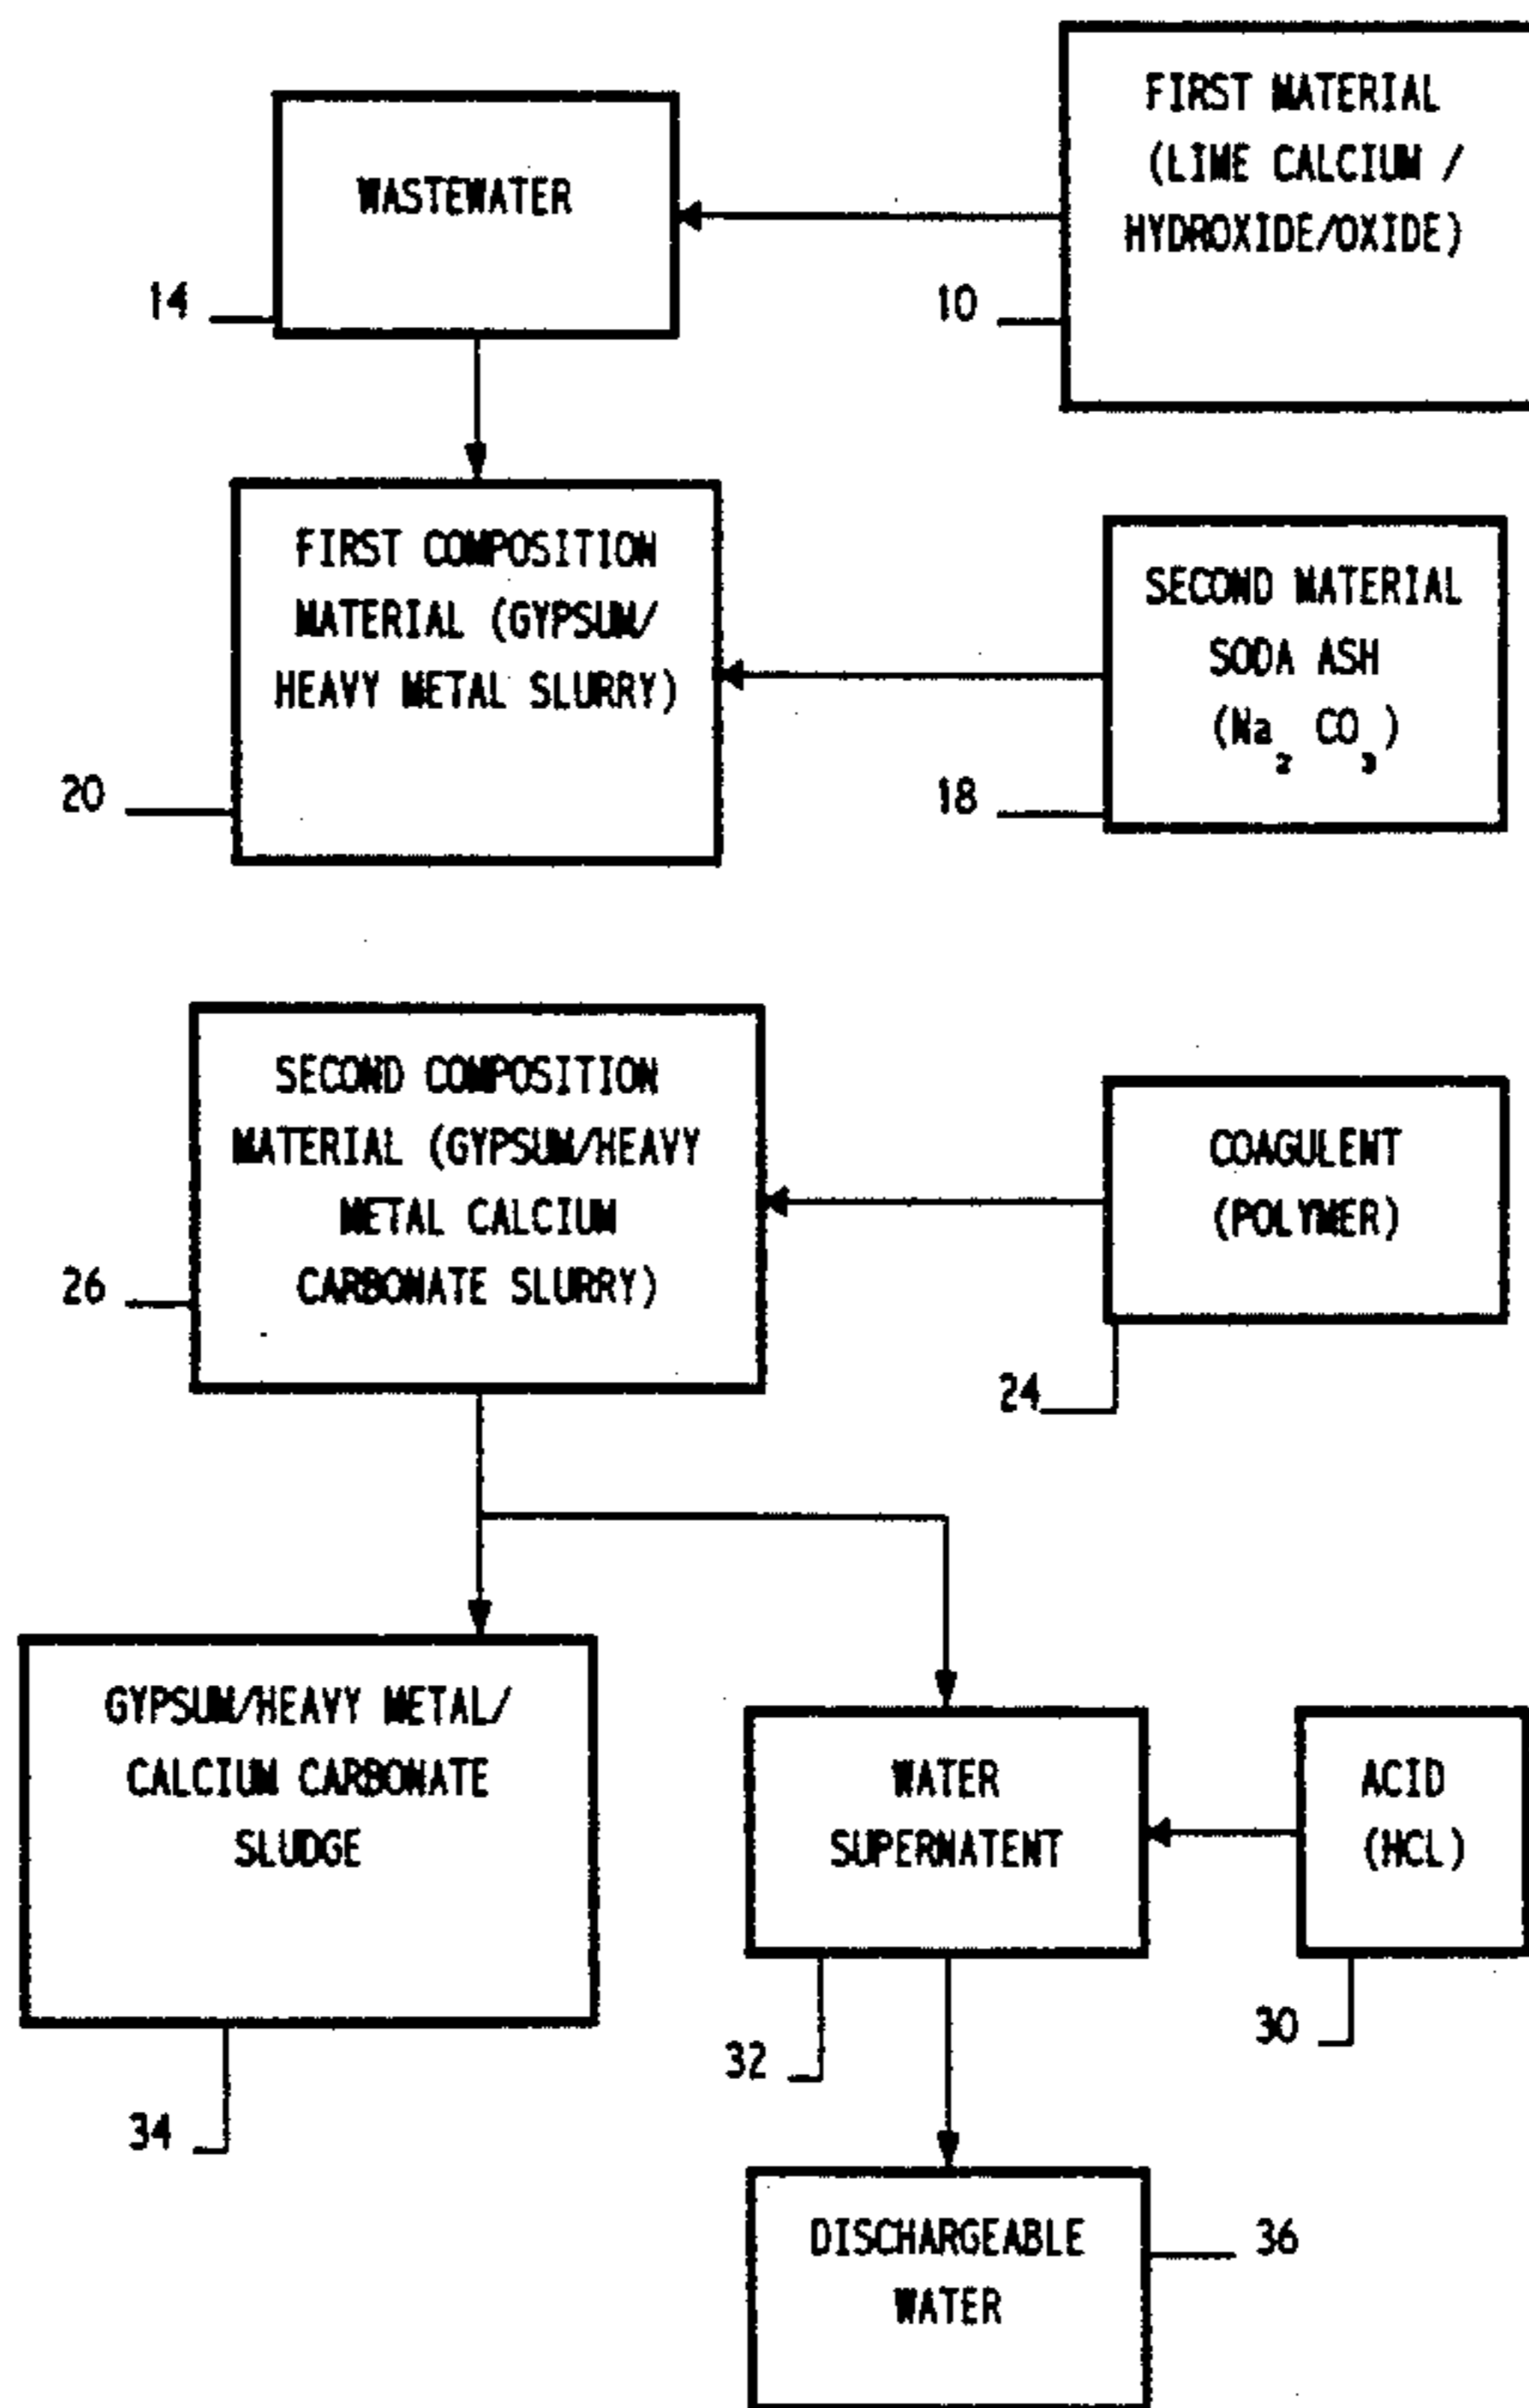 FIRST MATERIAL
(LIME CALCIUM /
HYDROXIDE/OXIDE)
10
WASTEWATER
14
FIRST COMPOSITION
MATERIAL (GYPSUM/
HEAVY METAL SLURRY)
20
SECOND MATERIAL
SODA ASH
(Na₂ CO₃)
18
SECOND COMPOSITION
MATERIAL (GYPSUM/HEAVY
METAL CALCIUM
CARBONATE SLURRY)
26
COAGULENT
(POLYMER)
24
GYPSUM/HEAVY METAL/
CALCIUM CARBONATE
SLUDGE
34
WATER
SUPERNATENT
32
ACID
(HCL)
30
DISCHARGEABLE
WATER
36